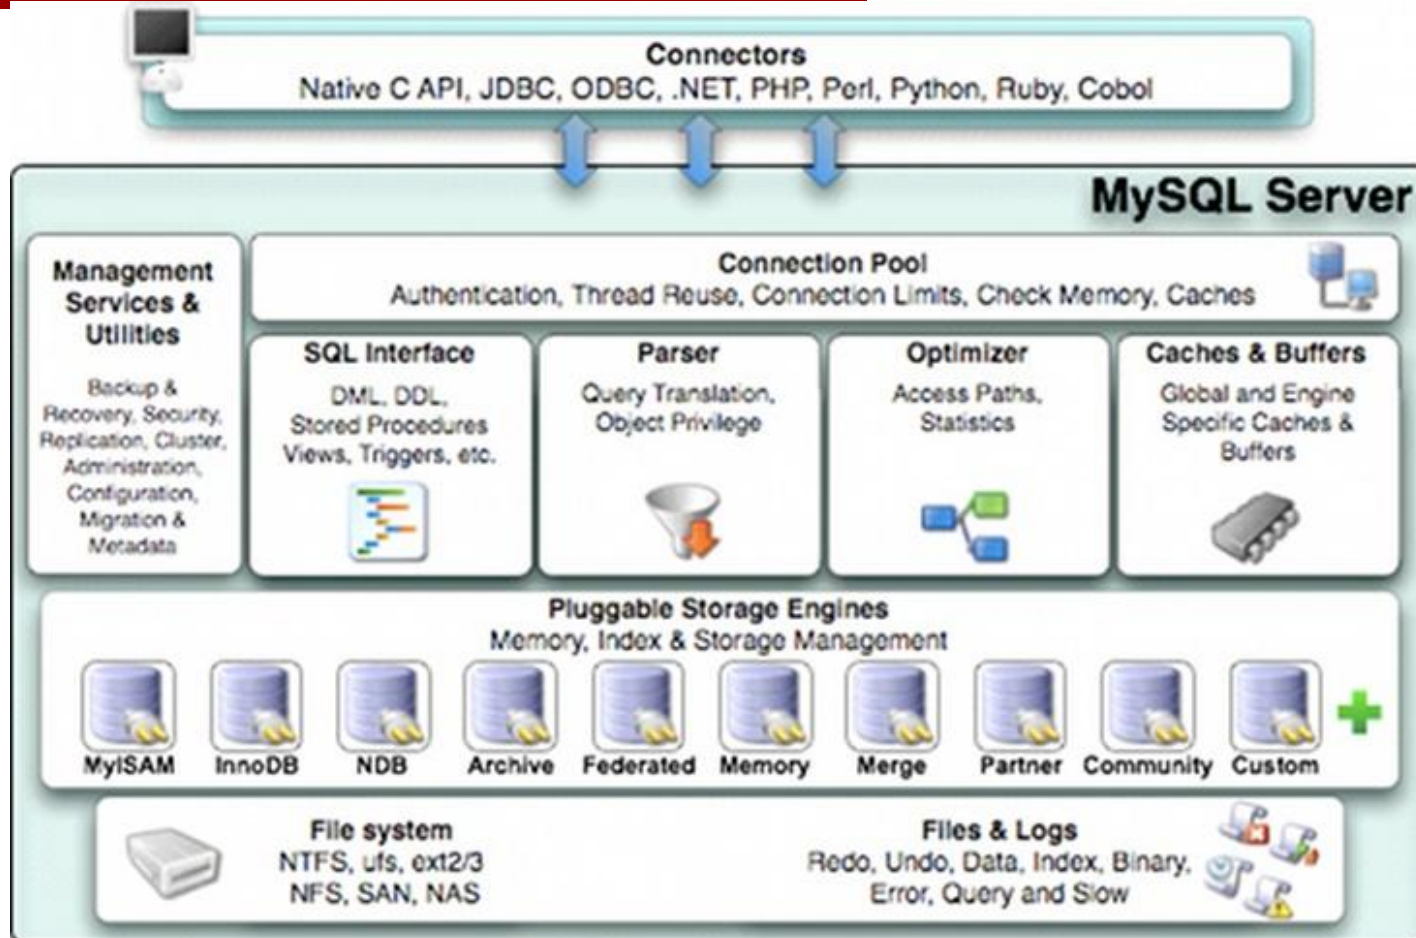 Connectors
Native C API, JDBC, ODBC, .NET, PHP, Perl, Python, Ruby, Cobol
MySQL Server
Management
Services &
Utilities
Backup &
Recovery, Security,
Replication, Cluster,
Administration,
Configuration,
Migration &
Metadata
Connection Pool
Authentication, Thread Reuse, Connection Limits, Check Memory, Caches
SQL Interface
DML, DDL,
Stored Procedures
Views, Triggers, etc.
Parser
Query Translation,
Object Privilege
Optimizer
Access Paths,
Statistics
Caches & Buffers
Global and Engine
Specific Caches &
Buffers
Pluggable Storage Engines
Memory, Index & Storage Management
MyISAM
InnoDB
NDB
Archive
Federated
Memory
Merge
Partner
Community
Custom
File system
NTFS, ufs, ext2/3
NFS, SAN, NAS
Files & Logs
Redo, Undo, Data, Index, Binary,
Error, Query and Slow